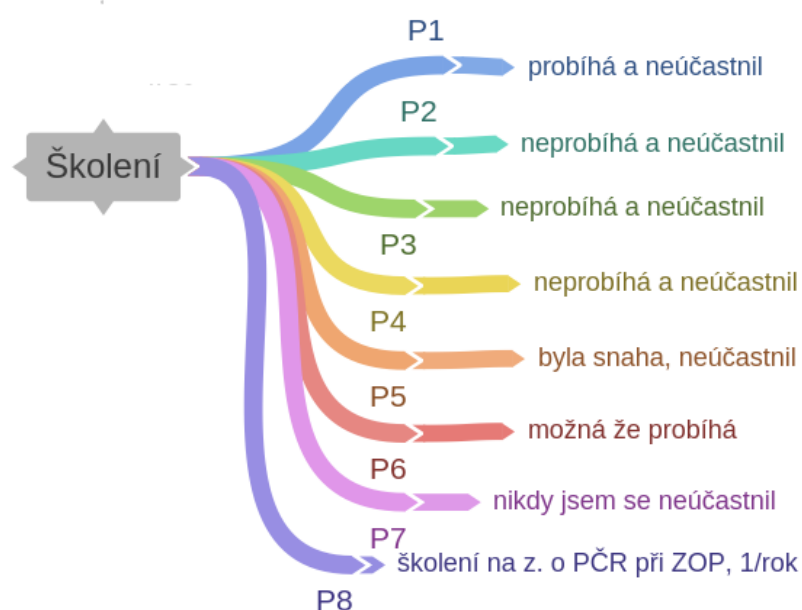 Školení
P1
probíhá a neúčastnil
P2
neprobíhá a neúčastnil
neprobíhá a neúčastnil
P3
neprobíhá a neúčastnil
P4
byla snaha, neúčastnil
P5
možná že probíhá
P6
nikdy jsem se neúčastnil
P7
školení na z. o PČR při ZOP, 1/rok
P8